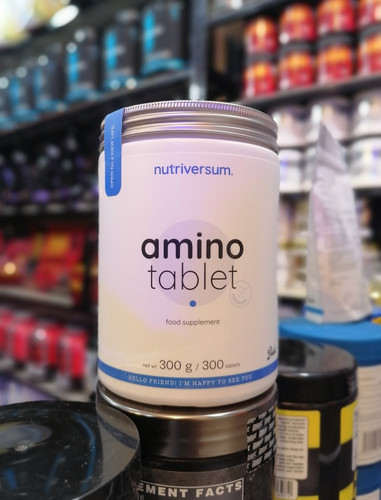 nutriversum.
amino
tablet
food supplement
net wt. 300 g / 300 tablets
HELLO FRIEND! I'M HAPPY TO SEE YOU.
EMENT FACTS